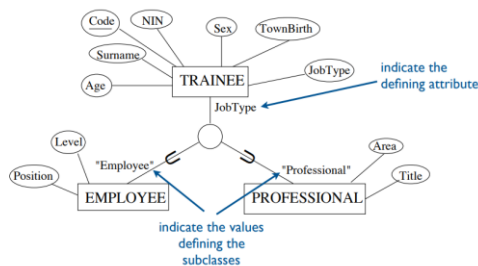 Code
NIN
Sex
TownBirth
Surname
JobType
Age
TRAINEE
indicate the
defining attribute
JobType
Level
"Employee"
"Professional"
Area
Position
Title
EMPLOYEE
PROFESSIONAL
indicate the values
defining the
subclasses